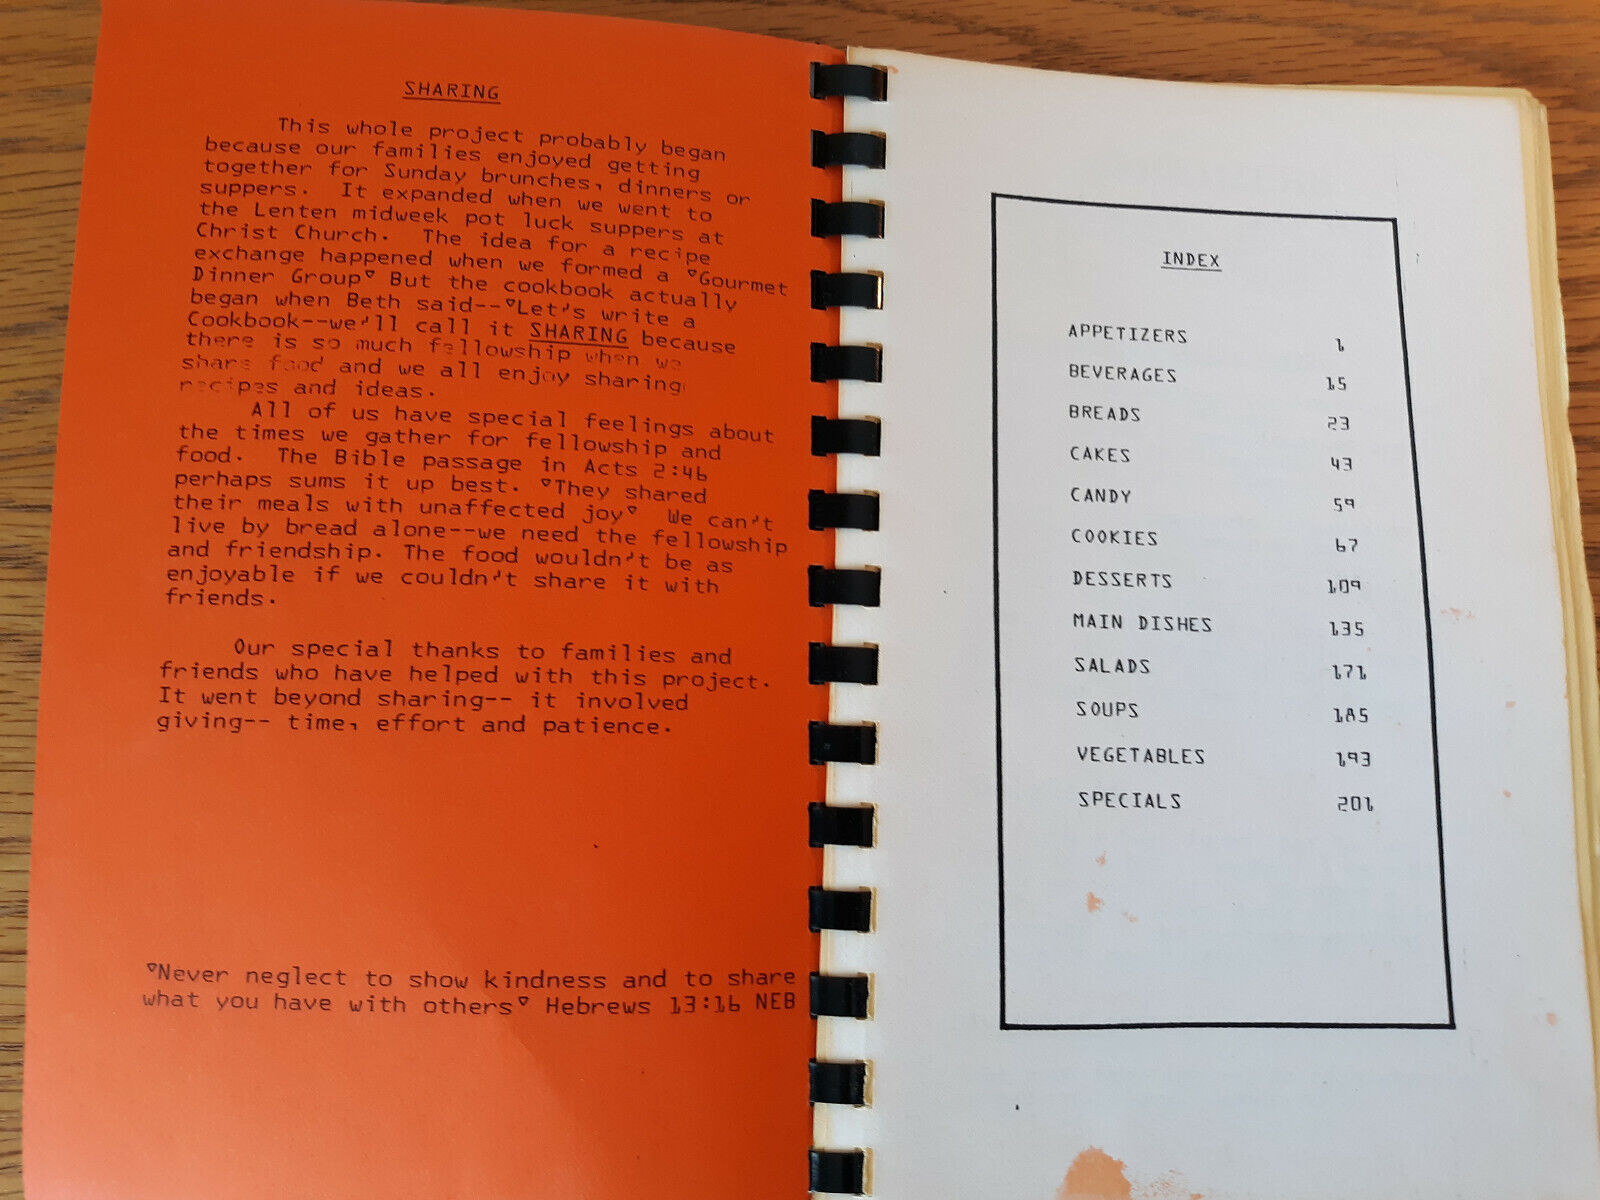 SHARING
This whole project probably began
because our families enjoyed getting
together for Sunday brunches, dinners or
suppers. It expanded when we went to
the Lenten midweek pot luck suppers at
Christ Church. The idea for a recipe
exchange happened when we formed a "Gourmet
Dinner Group" But the cookbook actually
began when Beth said--"Let's write a
Cookbook--we'll call it SHARING because
there is so much fellowship when we
share food and we all enjoy sharing
recipes and ideas.
All of us have special feelings about
the times we gather for fellowship and
food. The Bible passage in Acts 2:46
perhaps sums it up best. "They shared
their meals with unaffected joy" We can't
live by bread alone--we need the fellowship
and friendship. The food wouldn't be as
enjoyable if we couldn't share it with
friends.
Our special thanks to families and
friends who have helped with this project.
It went beyond sharing-- it involved
giving-- time, effort and patience.
"Never neglect to show kindness and to share
what you have with others" Hebrews 13:16 NEB
INDEX
APPETIZERS 1
BEVERAGES 15
BREADS 23
CAKES 43
CANDY 59
COOKIES 67
DESSERTS 109
MAIN DISHES 135
SALADS 171
SOUPS 185
VEGETABLES 193
SPECIALS 201